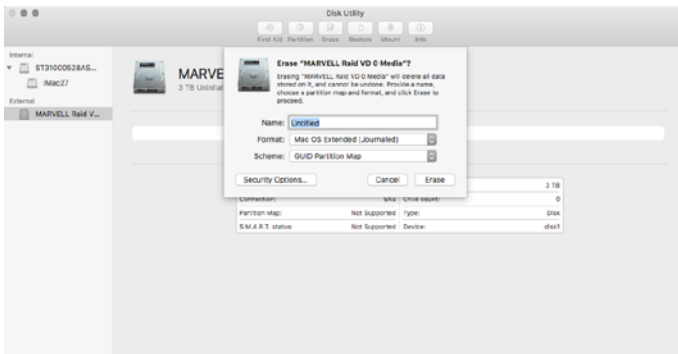 Disk Utility
First Aid Partition Erase Restore Mount Info
Internal
ST31000528AS...
iMac27
External
MARVELL Raid V...
MARVE
3 TB Uninitial
Erase "MARVELL Raid VD 0 Media"?
Erasing "MARVELL Raid VD 0 Media" will delete all data
stored on it, and cannot be undone. Provide a name,
choose a partition map and format, and click Erase to
proceed.
Name: Untitled
Format: Mac OS Extended (Journaled)
Scheme: GUID Partition Map
Security Options... Cancel Erase
3 TB
Connection: SAS Child count: 0
Partition Map: Not Supported Type: Disk
S.M.A.R.T. status: Not Supported Device: disk1